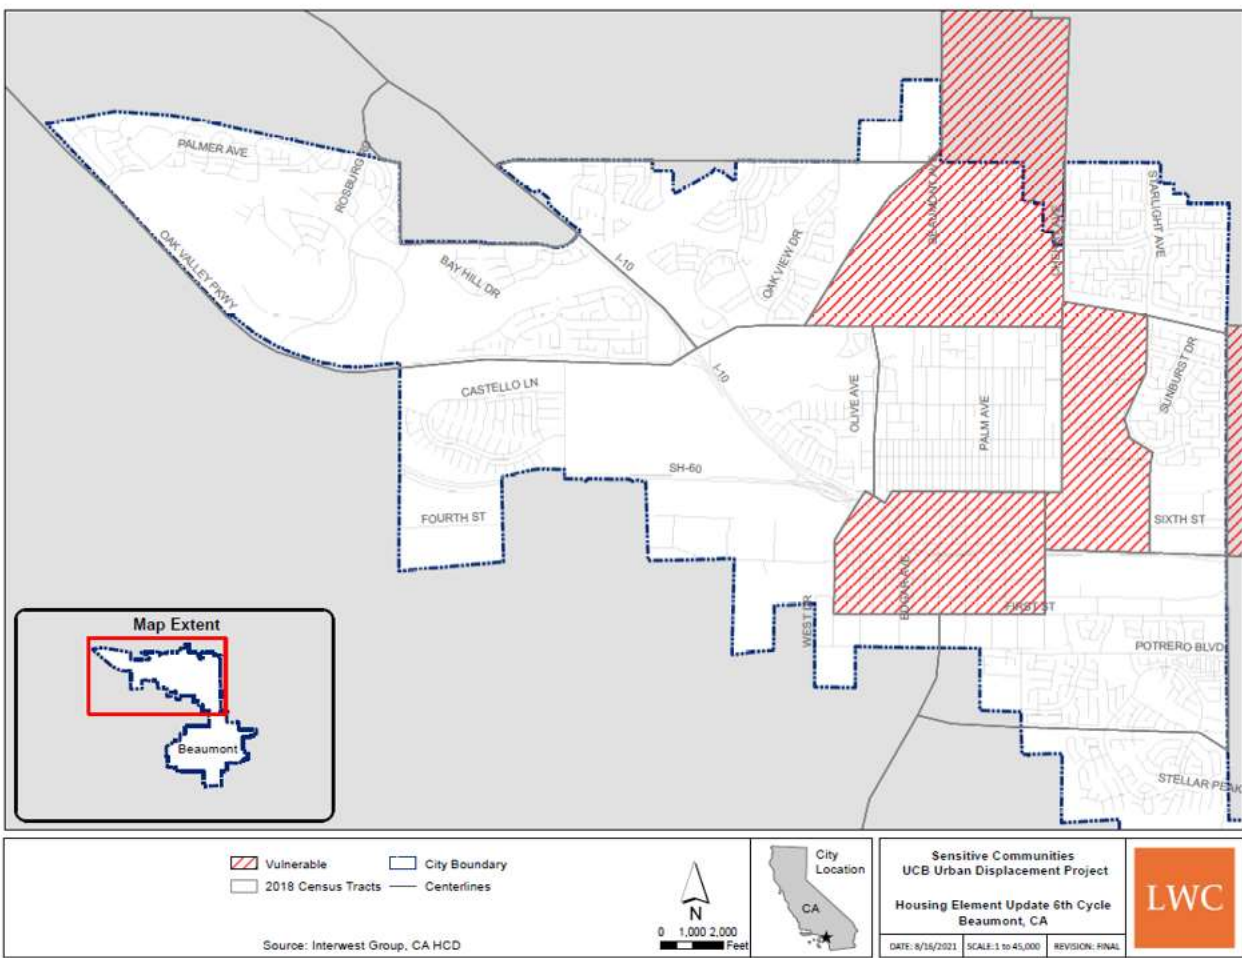 PALMER AVE
ROSBURG RD
STARLIGHT AVE
BEAUMONT AVE
CHERRY AVE
OAK VALLEY PKWY
BAY HILL DR
I-10
OAK VIEW DR
I-10
CASTELLO LN
OLIVE AVE
PALM AVE
SUNBURST DR
SH-60
FOURTH ST
SIXTH ST
EDGAR AVE
WEST DR
FIRST ST
POTRERO BLVD
STELLAR PEAK
Map Extent
Beaumont
Vulnerable
City Boundary
2018 Census Tracts
Centerlines
Source: Interwest Group, CA HCD
N
0 1,000 2,000
Feet
City
Location
CA
Sensitive Communities
UCB Urban Displacement Project
Housing Element Update 6th Cycle
Beaumont, CA
DATE: 8/16/2021
SCALE: 1 to 45,000
REVISION: FINAL
LWC